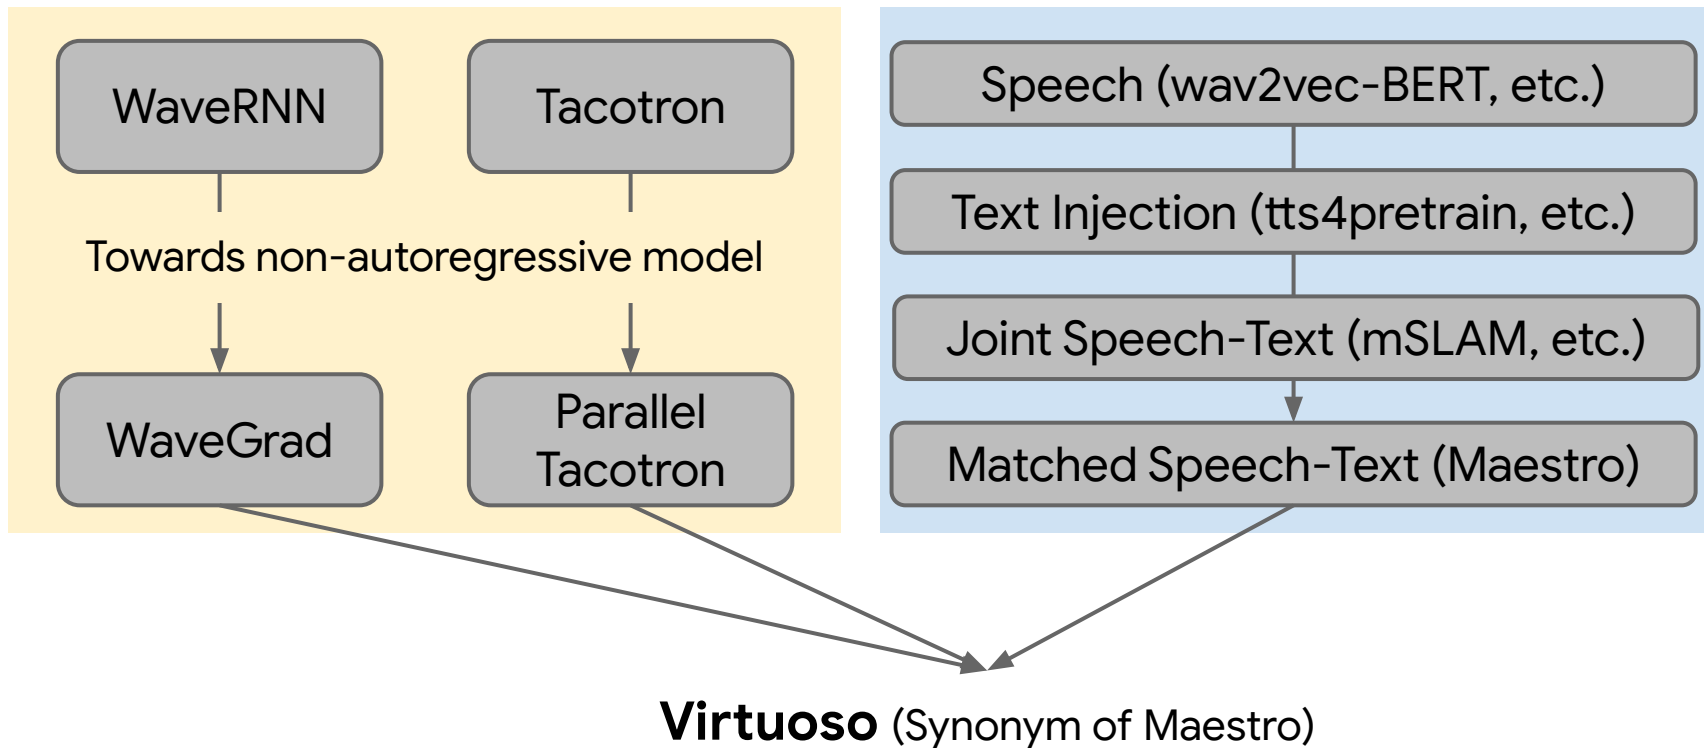 WaveRNN
Tacotron
Towards non-autoregressive model
WaveGrad
Parallel
Tacotron
Speech (wav2vec-BERT, etc.)
Text Injection (tts4pretrain, etc.)
Joint Speech-Text (mSLAM, etc.)
Matched Speech-Text (Maestro)
Virtuoso (Synonym of Maestro)